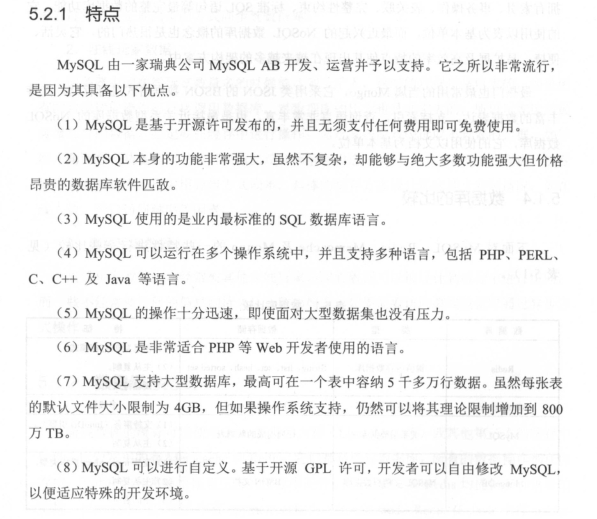 5.2.1 特点
MySQL 由一家瑞典公司 MySQL AB 开发、运营并予以支持。它之所以非常流行，
是因为其具备以下优点。
（1）MySQL 是基于开源许可发布的，并且无须支付任何费用即可免费使用。
（2）MySQL 本身的功能非常强大，虽然不复杂，却能够与绝大多数功能强大但价格
昂贵的数据库软件匹敌。
（3）MySQL 使用的是业内最标准的 SQL 数据库语言。
（4）MySQL 可以运行在多个操作系统中，并且支持多种语言，包括 PHP、PERL、
C、C++ 及 Java 等语言。
（5）MySQL 的操作十分迅速，即使面对大型数据集也没有压力。
（6）MySQL 是非常适合 PHP 等 Web 开发者使用的语言。
（7）MySQL 支持大型数据库，最高可在一个表中容纳 5 千多万行数据。虽然每张表
的默认文件大小限制为 4GB，但如果操作系统支持，仍然可以将其理论限制增加到 800
万 TB。
（8）MySQL 可以进行自定义。基于开源 GPL 许可，开发者可以自由修改 MySQL，
以便适应特殊的开发环境。